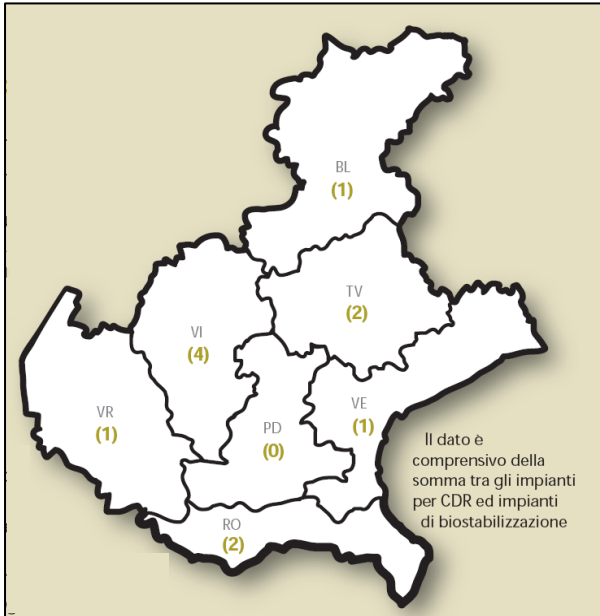 BL
(1)
TV
(2)
VI
(4)
VR
(1)
PD
(0)
VE
(1)
Il dato è
comprensivo della
somma tra gli impianti
per CDR ed impianti
di biostabilizzazione
RO
(2)